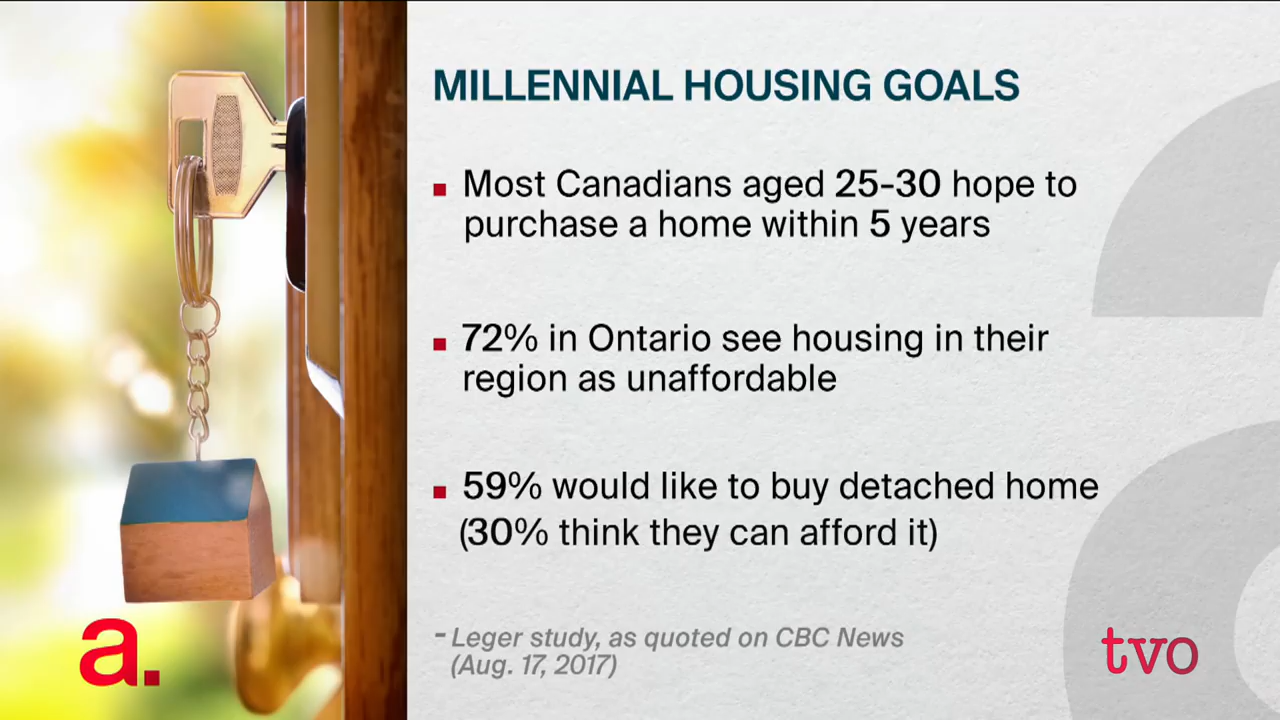 MILLENNIAL HOUSING GOALS
▪ Most Canadians aged 25-30 hope to
purchase a home within 5 years
▪ 72% in Ontario see housing in their
region as unaffordable
▪ 59% would like to buy detached home
(30% think they can afford it)
- Leger study, as quoted on CBC News
(Aug. 17, 2017)
a.
tvo